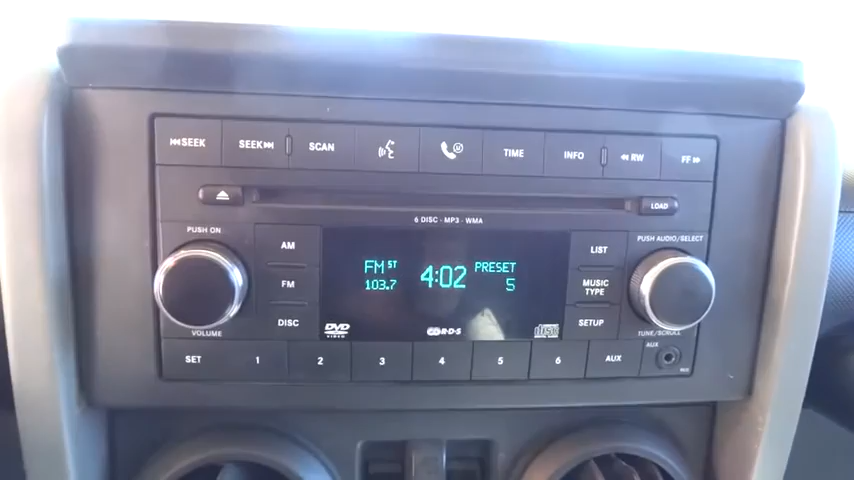 ⏮SEEK SEEK⏭ SCAN TIME INFO ◀◀ RW FF ▶▶
LOAD
6 DISC · MP3 · WMA
PUSH ON PUSH AUDIO/SELECT
AM LIST
FM ST PRESET
4:02
103.7 5
FM MUSIC
TYPE
DISC SETUP
DVD
VIDEO
R·D·S
VOLUME TUNE/SCROLL
AUX
SET 1 2 3 4 5 6 AUX